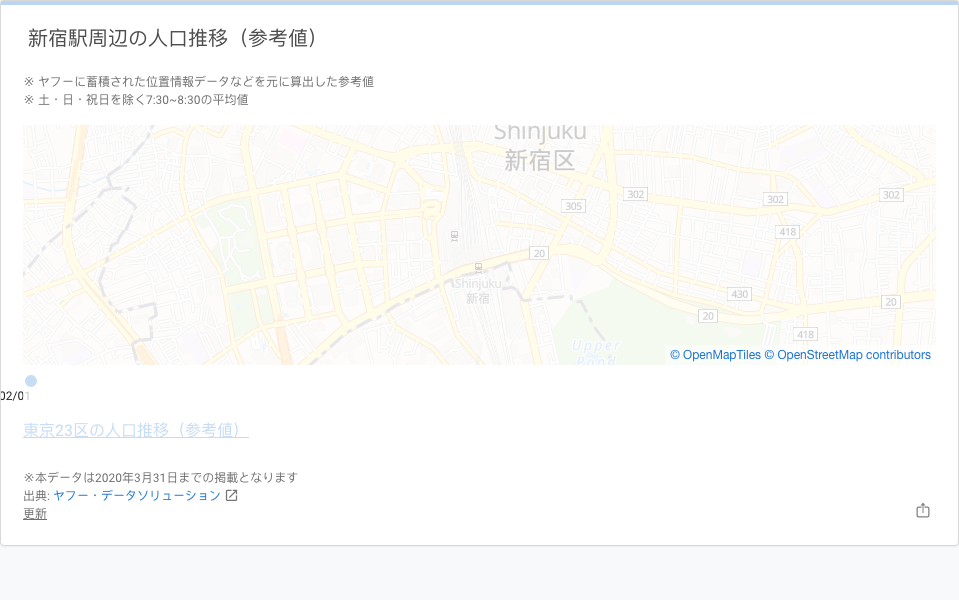 新宿駅周辺の人口推移（参考値）
※ ヤフーに蓄積された位置情報データなどを元に算出した参考値
※ 土・日・祝日を除く7:30~8:30の平均値
Shinjuku
新宿区
302
302
302
305
418
20
Shinjuku
新宿
430
20
20
418
Upper
© OpenMapTiles © OpenStreetMap contributors
02/01
東京23区の人口推移（参考値）
※本データは2020年3月31日までの掲載となります
出典: ヤフー・データソリューション
更新